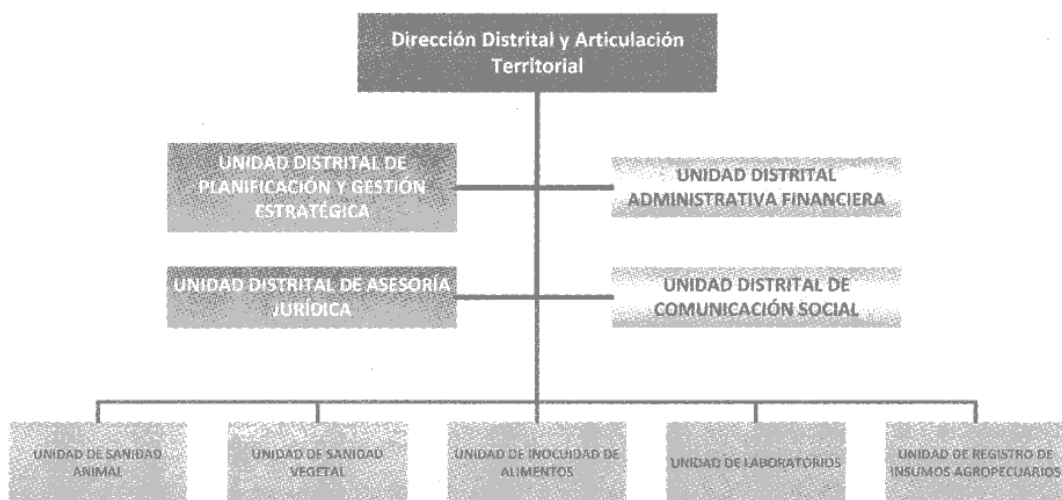 Dirección Distrital y Articulación
Territorial
UNIDAD DISTRITAL DE
PLANIFICACIÓN Y GESTIÓN
ESTRATÉGICA
UNIDAD DISTRITAL
ADMINISTRATIVA FINANCIERA
UNIDAD DISTRITAL DE ASESORÍA
JURÍDICA
UNIDAD DISTRITAL DE
COMUNICACIÓN SOCIAL
UNIDAD DE SANIDAD
ANIMAL
UNIDAD DE SANIDAD
VEGETAL
UNIDAD DE INOCUIDAD DE
ALIMENTOS
UNIDAD DE LABORATORIOS
UNIDAD DE REGISTRO DE
INSUMOS AGROPECUARIOS